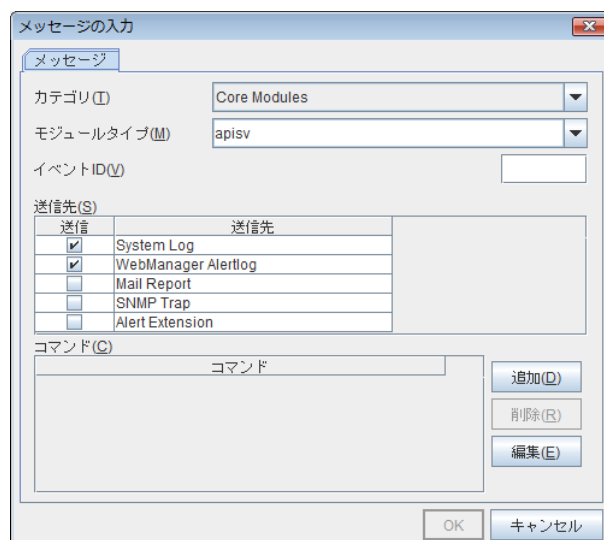 メッセージの入力
メッセージ
カテゴリ(T) Core Modules
モジュールタイプ(M) apisv
イベントID(V)
送信先(S)
送信 送信先
System Log
WebManager Alertlog
Mail Report
SNMP Trap
Alert Extension
コマンド(C)
コマンド
追加(D)
削除(R)
編集(E)
OK キャンセル